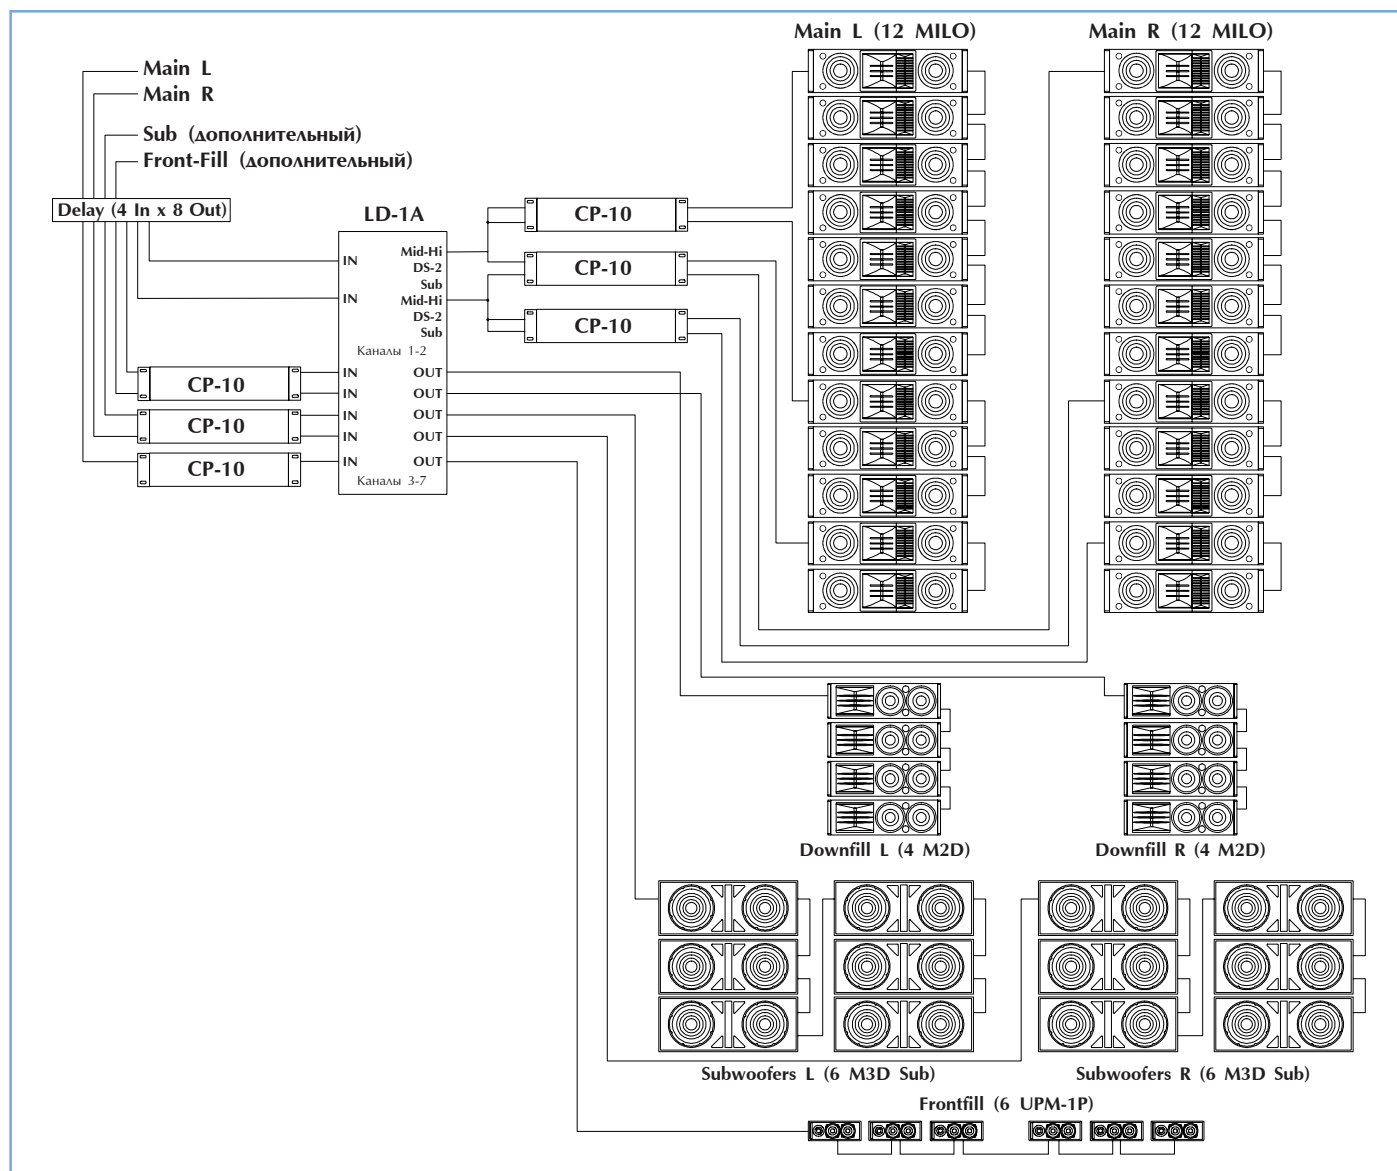 Main L (12 MILO)
Main R (12 MILO)
Main L
Main R
Sub (дополнительный)
Front-Fill (дополнительный)
Delay (4 In x 8 Out)
LD-1A
CP-10
CP-10
CP-10
IN
IN
Mid-Hi
DS-2
Sub
Mid-Hi
DS-2
Sub
Каналы 1-2
CP-10
CP-10
CP-10
IN OUT
IN OUT
IN OUT
IN OUT
IN OUT
Каналы 3-7
Downfill L (4 M2D)
Downfill R (4 M2D)
Subwoofers L (6 M3D Sub)
Subwoofers R (6 M3D Sub)
Frontfill (6 UPM-1P)